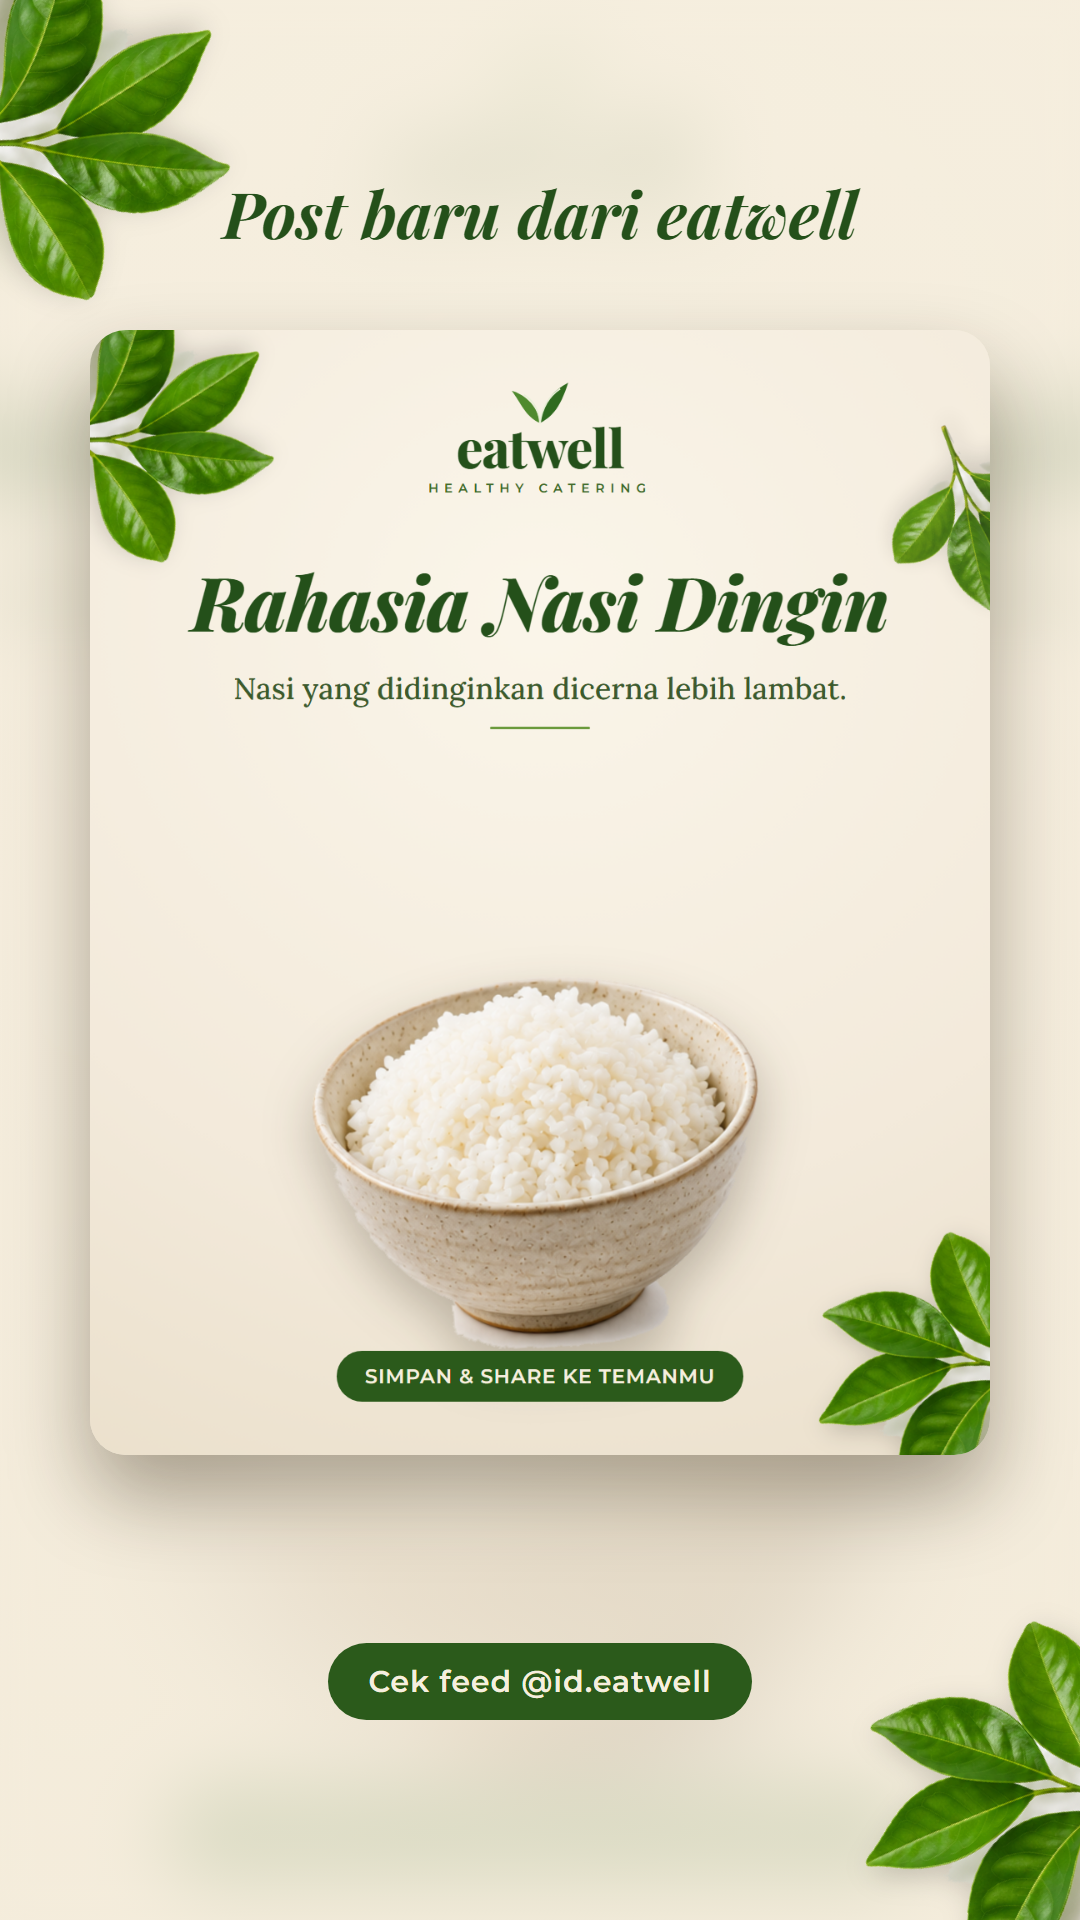 Post baru dari eatwell
eatwell
HEALTHY CATERING
Rahasia Nasi Dingin
Nasi yang didinginkan dicerna lebih lambat.
SIMPAN & SHARE KE TEMANMU
Cek feed @id.eatwell